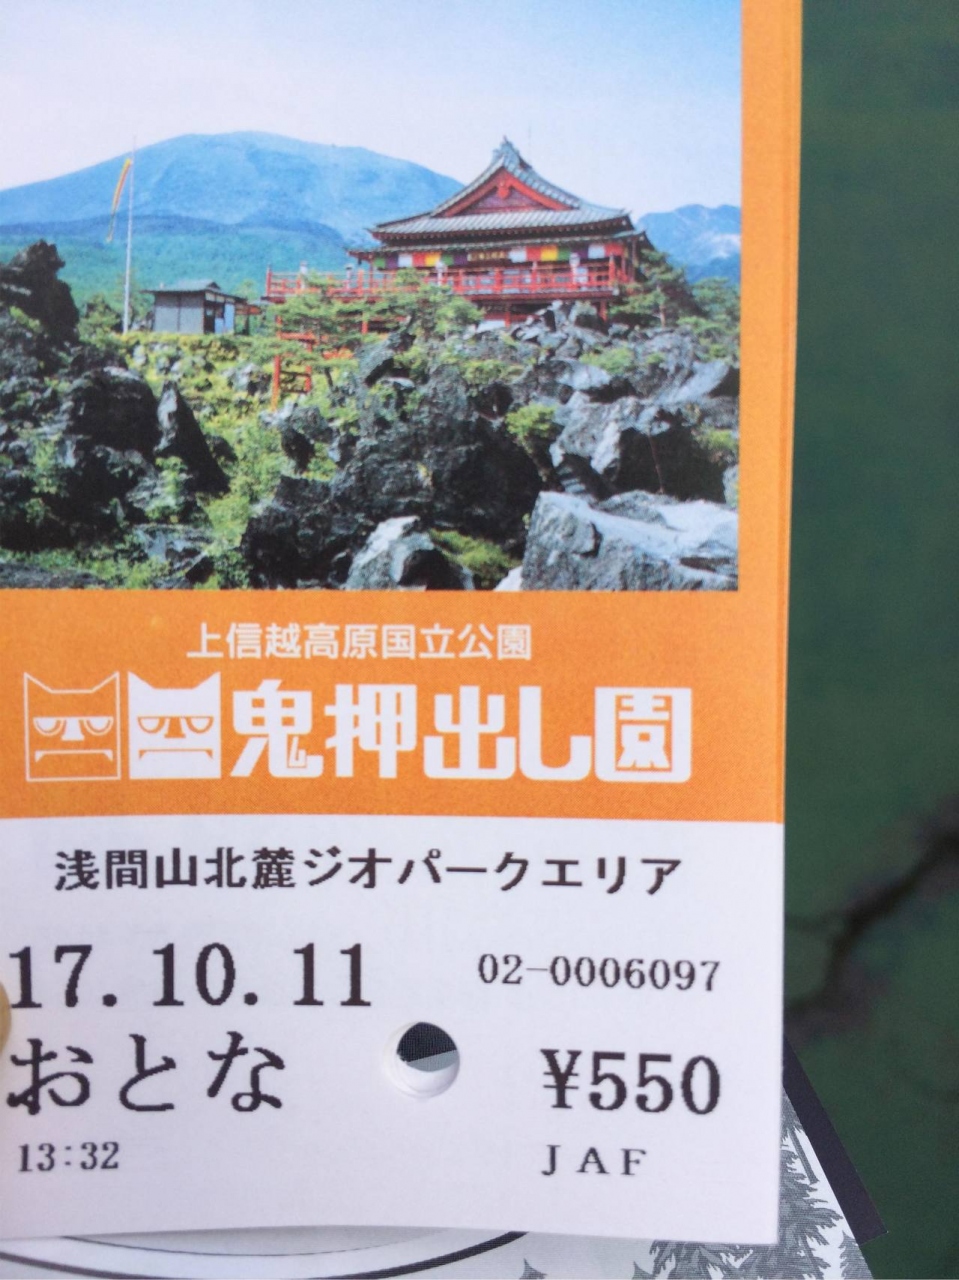 上信越高原国立公園
鬼押出し園
浅間山北麓ジオパークエリア
17.10.11
02-0006097
おとな
¥550
13:32
JAF